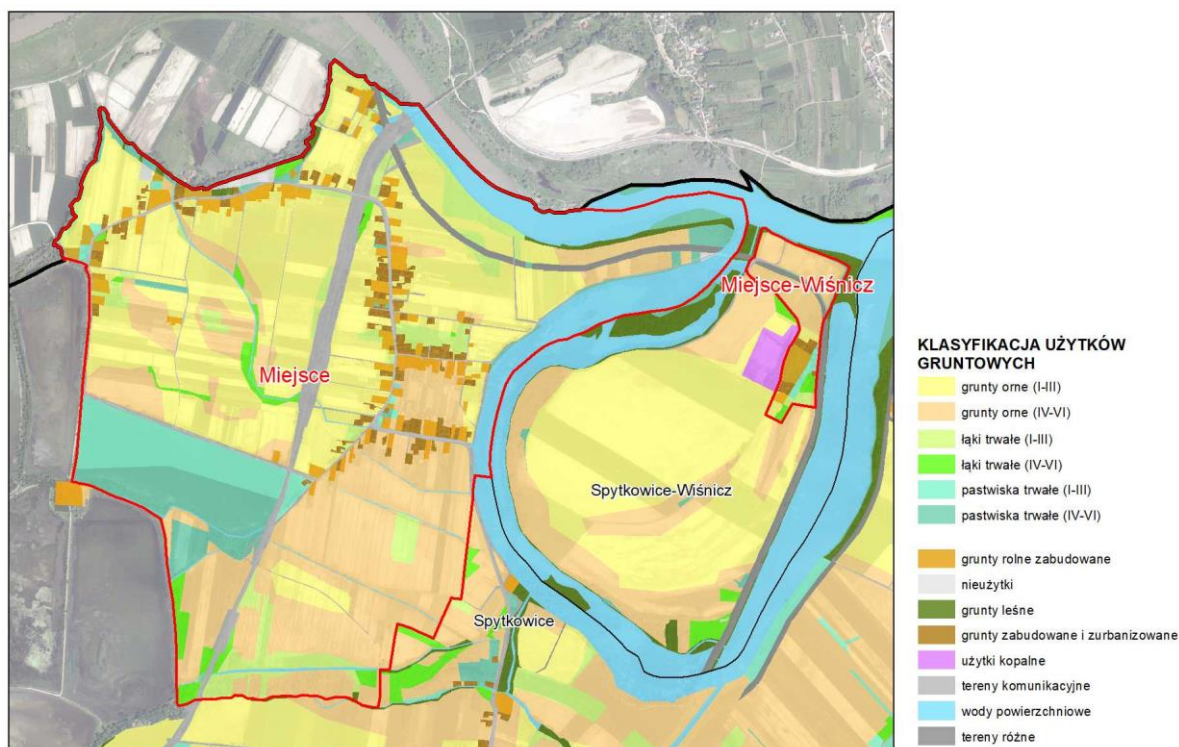 Miejsce-Wiśnicz
Miejsce
Spytkowice-Wiśnicz
Spytkowice
KLASYFIKACJA UŻYTKÓW
GRUNTOWYCH
grunty orne (I-III)
grunty orne (IV-VI)
łąki trwałe (I-III)
łąki trwałe (IV-VI)
pastwiska trwałe (I-III)
pastwiska trwałe (IV-VI)
grunty rolne zabudowane
nieużytki
grunty leśne
grunty zabudowane i zurbanizowane
użytki kopalne
tereny komunikacyjne
wody powierzchniowe
tereny różne